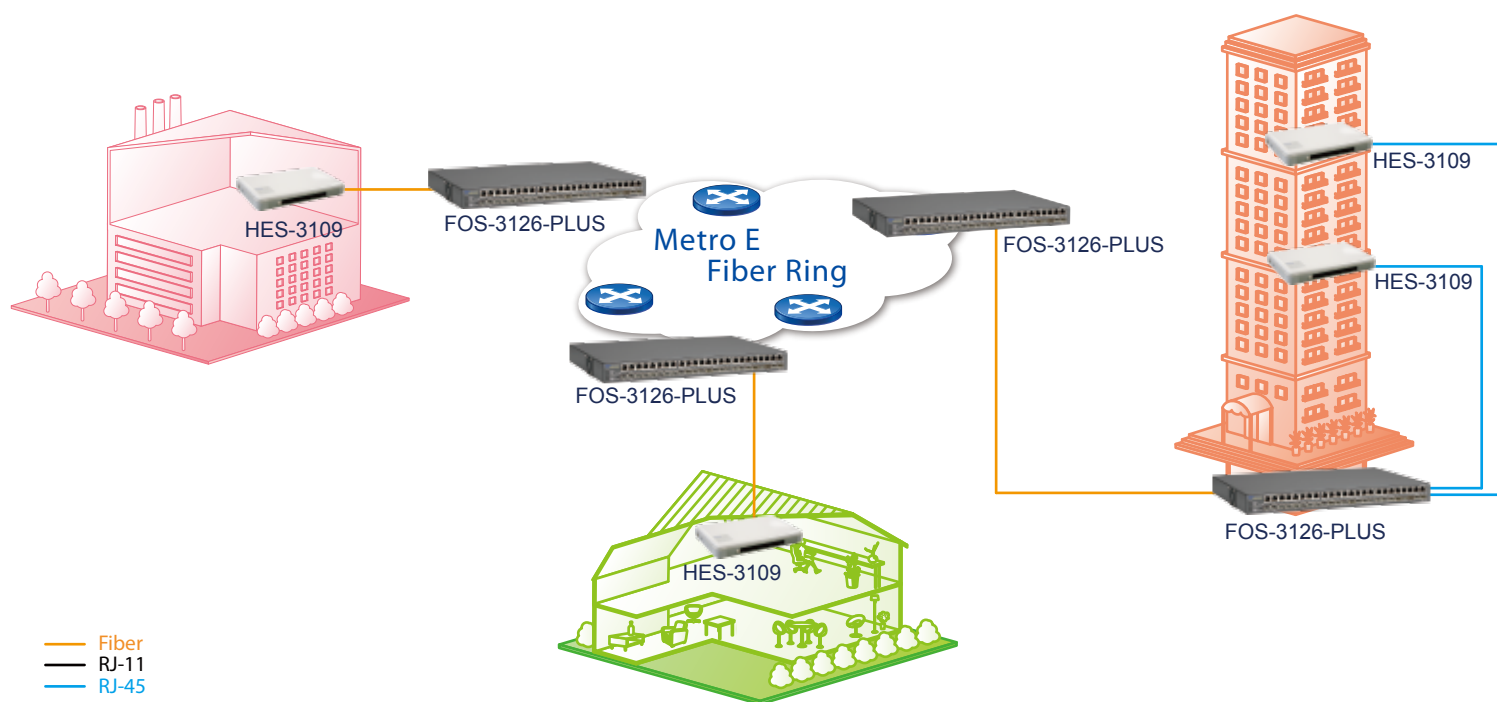 HES-3109
FOS-3126-PLUS
Metro E
Fiber Ring
FOS-3126-PLUS
HES-3109
HES-3109
FOS-3126-PLUS
FOS-3126-PLUS
HES-3109
Fiber
RJ-11
RJ-45